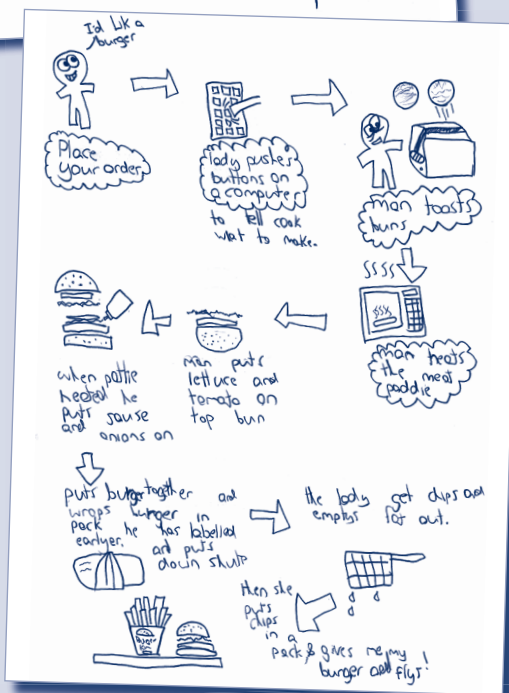 I'd like a
burger
Place
your order
lady pushes
buttons on
a computer
to tell cook
what to make.
man toasts
buns
man heats
the meat
paddie
man puts
lettuce and
tomato on
top bun
when pattie
heated he
puts sause
and onions on
puts burger together and
wraps burger in
pack he has labelled
earlyer. and puts
down shute
the lady get chips and
emptys fat out.
then she
puts
chips
in a
pack & gives me my
burger and frys!